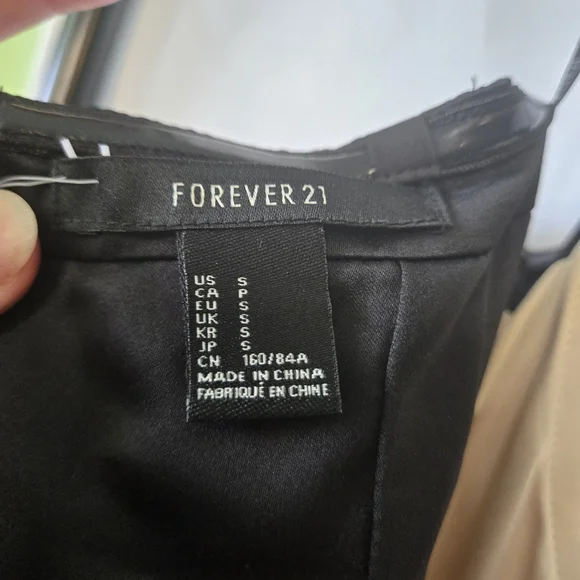 FOREVER 21
US S
CA P
EU S
UK S
KR S
JP S
CN 160/84A
MADE IN CHINA
FABRIQUÉ EN CHINE